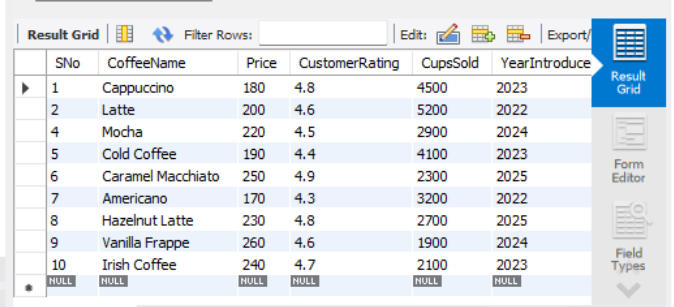 Result Grid Filter Rows: Edit: Export/
SNo CoffeeName Price CustomerRating CupsSold YearIntroduce
1 Cappuccino 180 4.8 4500 2023
2 Latte 200 4.6 5200 2022
4 Mocha 220 4.5 2900 2024
5 Cold Coffee 190 4.4 4100 2023
6 Caramel Macchiato 250 4.9 2300 2025
7 Americano 170 4.3 3200 2022
8 Hazelnut Latte 230 4.8 2700 2025
9 Vanilla Frappe 260 4.6 1900 2024
10 Irish Coffee 240 4.7 2100 2023
NULL NULL NULL NULL NULL NULL
Result
Grid
Form
Editor
Field
Types